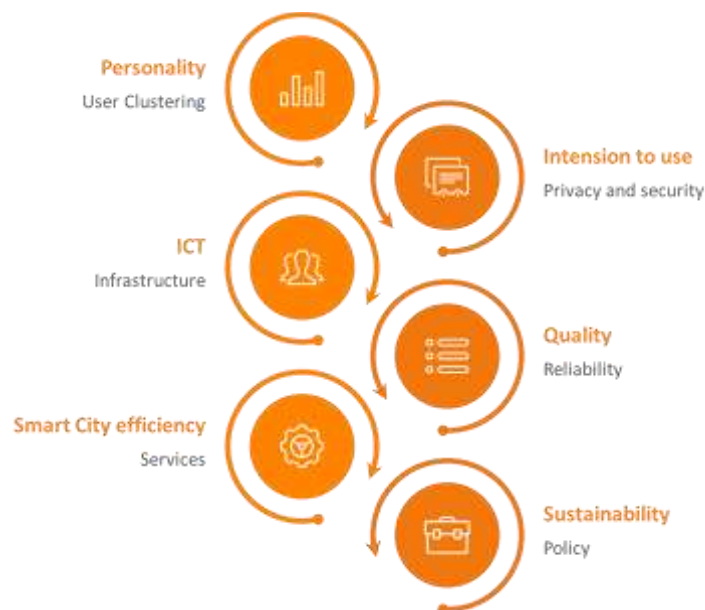 Personality
User Clustering
Intension to use
Privacy and security
ICT
Infrastructure
Quality
Reliability
Smart City efficiency
Services
Sustainability
Policy